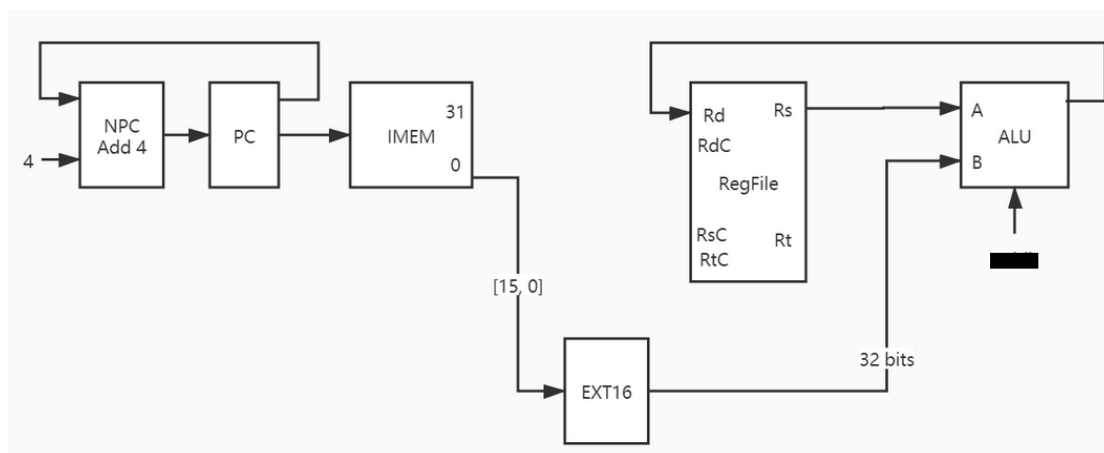 NPC
Add 4
4
PC
31
IMEM
0
[15, 0]
EXT16
32 bits
Rd
Rs
RdC
RegFile
RsC
Rt
RtC
A
ALU
B